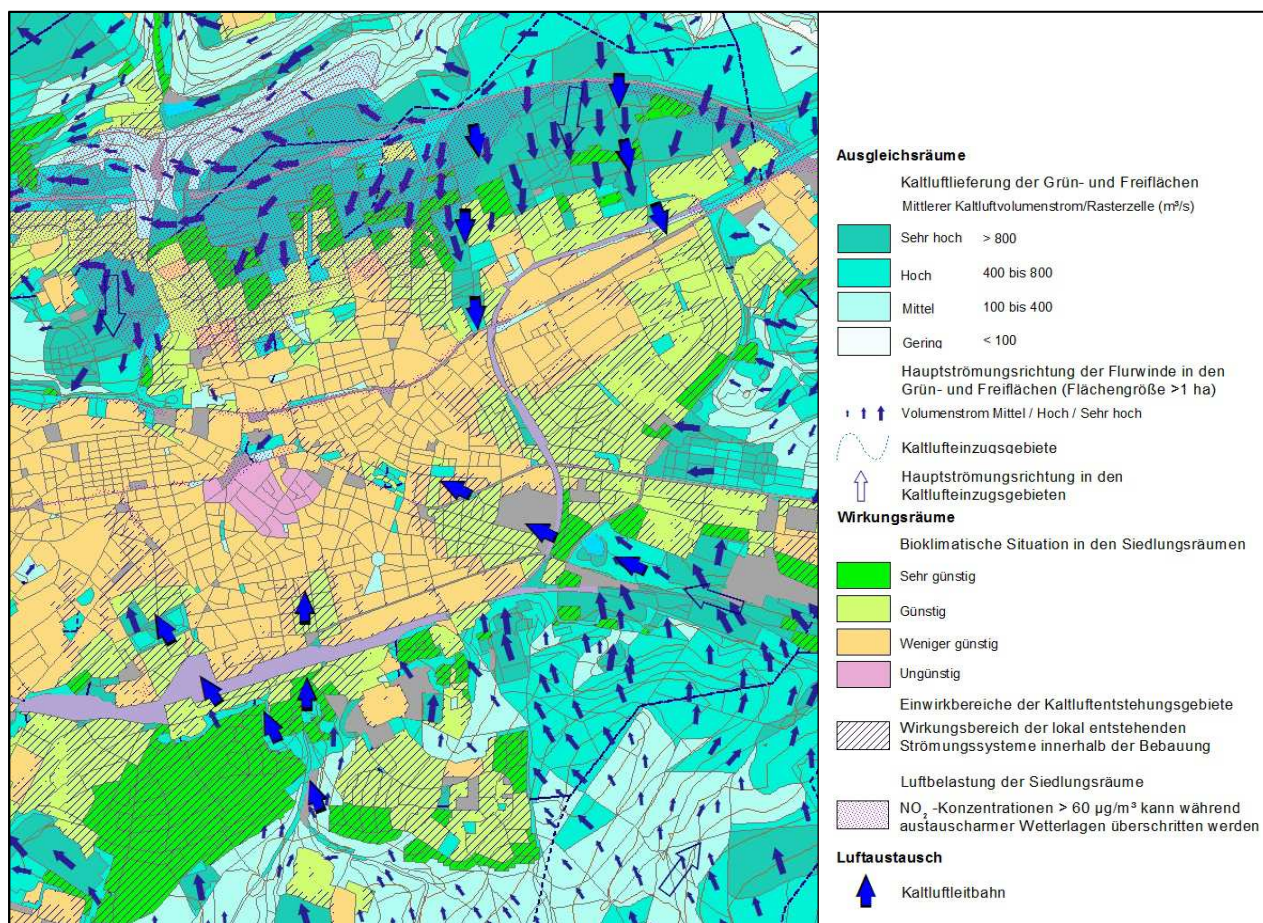 Ausgleichsräume
Kaltluftlieferung der Grün- und Freiflächen
Mittlerer Kaltluftvolumenstrom/Rasterzelle (m³/s)
Sehr hoch > 800
Hoch 400 bis 800
Mittel 100 bis 400
Gering < 100
Hauptströmungsrichtung der Flurwinde in den
Grün- und Freiflächen (Flächengröße >1 ha)
Volumenstrom Mittel / Hoch / Sehr hoch
Kaltlufteinzugsgebiete
Hauptströmungsrichtung in den
Kaltlufteinzugsgebieten
Wirkungsräume
Bioklimatische Situation in den Siedlungsräumen
Sehr günstig
Günstig
Weniger günstig
Ungünstig
Einwirkbereiche der Kaltluftentstehungsgebiete
Wirkungsbereich der lokal entstehenden
Strömungssysteme innerhalb der Bebauung
Luftbelastung der Siedlungsräume
NO₂ -Konzentrationen > 60 µg/m³ kann während
austauscharmer Wetterlagen überschritten werden
Luftaustausch
Kaltluftleitbahn